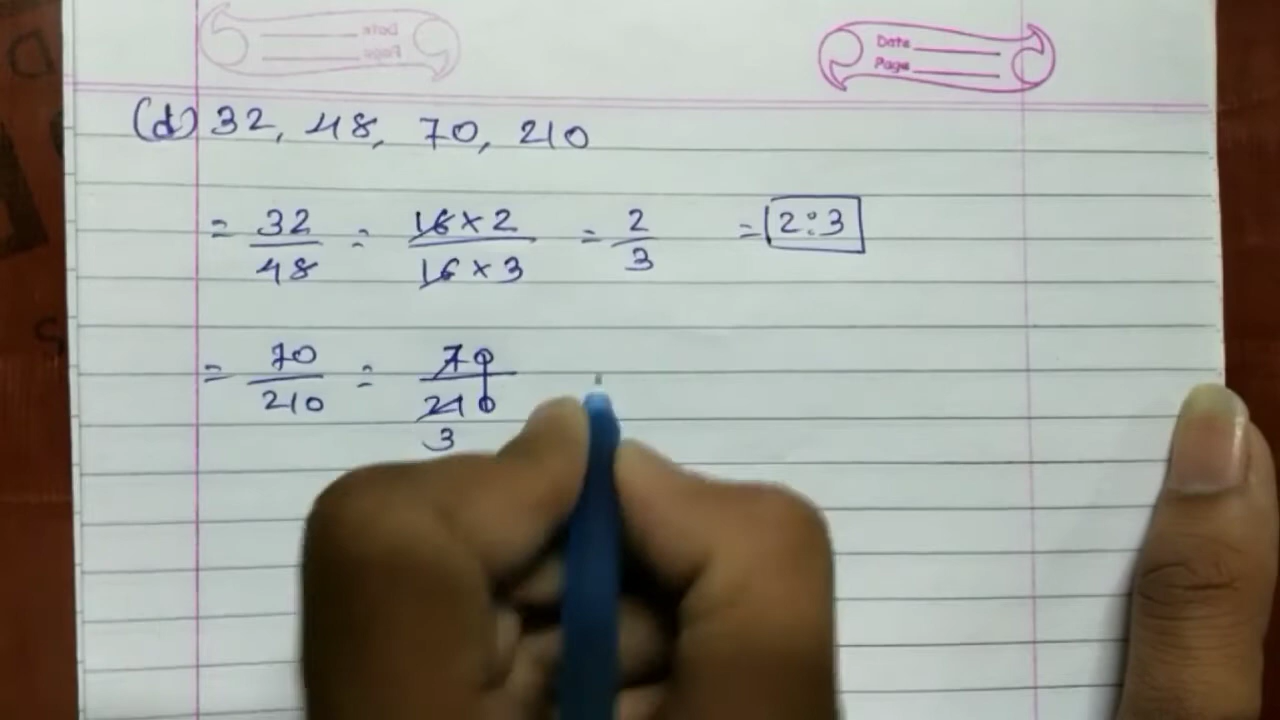 Date
Page
(d) 32, 48, 70, 210
= 32/48 = 16 × 2/16 × 3 = 2/3 = 2:3
= 70/210 = 70/210
3